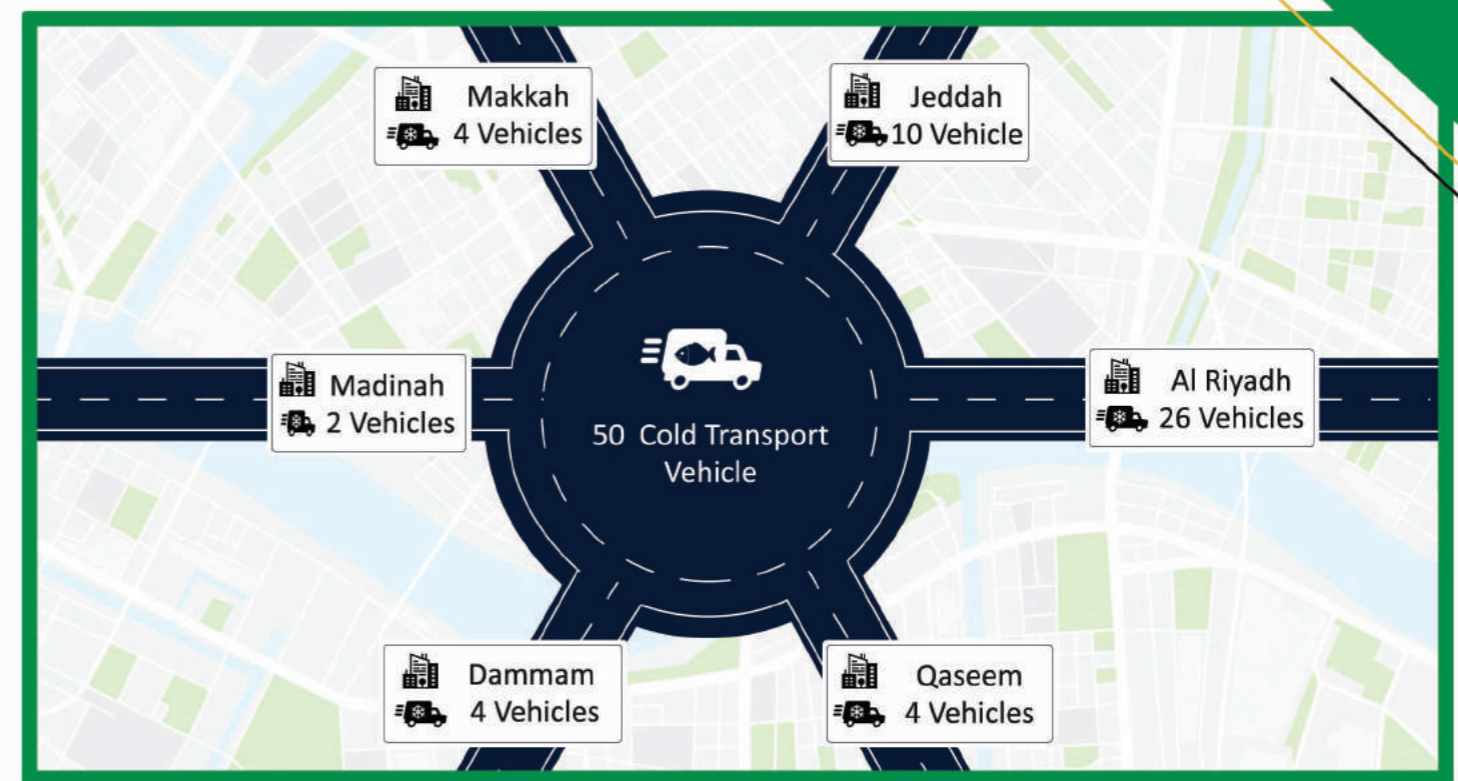 Makkah
4 Vehicles
Jeddah
10 Vehicle
Madinah
2 Vehicles
50 Cold Transport
Vehicle
Al Riyadh
26 Vehicles
Dammam
4 Vehicles
Qaseem
4 Vehicles